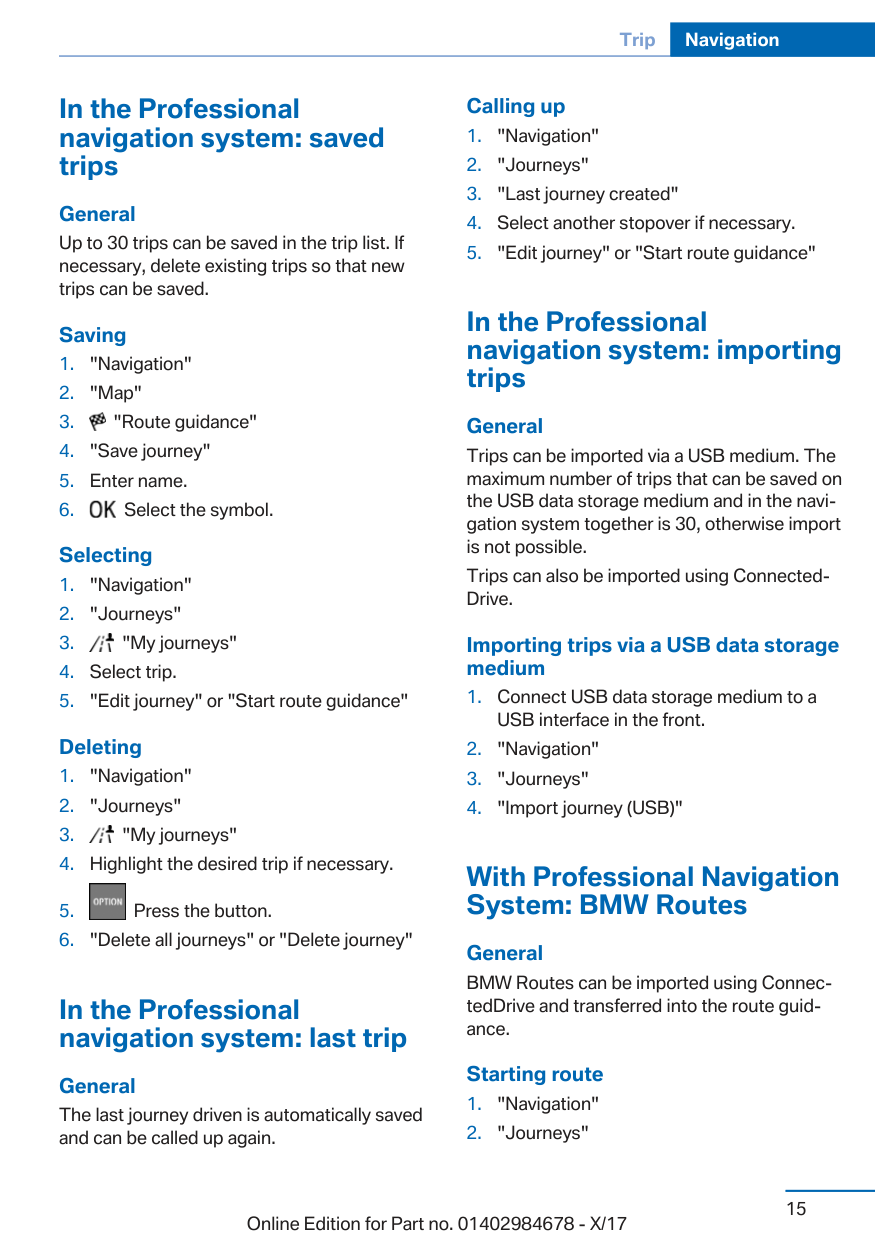 Trip Navigation
In the Professional
navigation system: saved
trips
General
Up to 30 trips can be saved in the trip list. If
necessary, delete existing trips so that new
trips can be saved.
Saving
1. "Navigation"
2. "Map"
3. "Route guidance"
4. "Save journey"
5. Enter name.
6. OK Select the symbol.
Selecting
1. "Navigation"
2. "Journeys"
3. "My journeys"
4. Select trip.
5. "Edit journey" or "Start route guidance"
Deleting
1. "Navigation"
2. "Journeys"
3. "My journeys"
4. Highlight the desired trip if necessary.
5. OPTION Press the button.
6. "Delete all journeys" or "Delete journey"
In the Professional
navigation system: last trip
General
The last journey driven is automatically saved
and can be called up again.
Calling up
1. "Navigation"
2. "Journeys"
3. "Last journey created"
4. Select another stopover if necessary.
5. "Edit journey" or "Start route guidance"
In the Professional
navigation system: importing
trips
General
Trips can be imported via a USB medium. The
maximum number of trips that can be saved on
the USB data storage medium and in the navi-
gation system together is 30, otherwise import
is not possible.
Trips can also be imported using Connected-
Drive.
Importing trips via a USB data storage
medium
1. Connect USB data storage medium to a
USB interface in the front.
2. "Navigation"
3. "Journeys"
4. "Import journey (USB)"
With Professional Navigation
System: BMW Routes
General
BMW Routes can be imported using Connec-
tedDrive and transferred into the route guid-
ance.
Starting route
1. "Navigation"
2. "Journeys"
15
Online Edition for Part no. 01402984678 - X/17